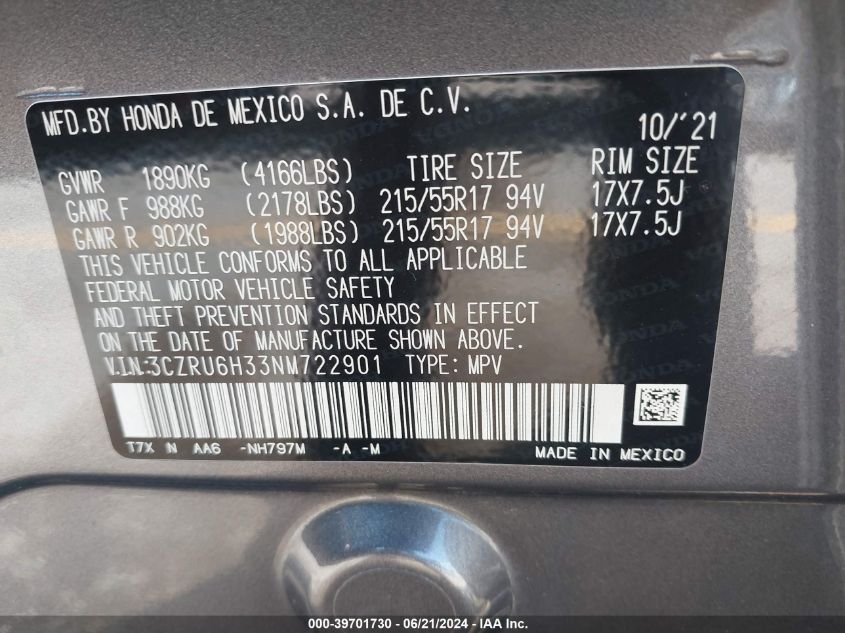 MFD.BY HONDA DE MEXICO S.A. DE C.V.
10/'21
GVWR 1890KG (4166LBS) TIRE SIZE RIM SIZE
GAWR F 988KG (2178LBS) 215/55R17 94V 17X7.5J
GAWR R 902KG (1988LBS) 215/55R17 94V 17X7.5J
THIS VEHICLE CONFORMS TO ALL APPLICABLE
FEDERAL MOTOR VEHICLE SAFETY
AND THEFT PREVENTION STANDARDS IN EFFECT
ON THE DATE OF MANUFACTURE SHOWN ABOVE.
V.I.N:3CZRU6H33NM722901 TYPE: MPV
T7X N AA6 -NH797M -A -M MADE IN MEXICO
000-39701730 - 06/21/2024 - IAA Inc.